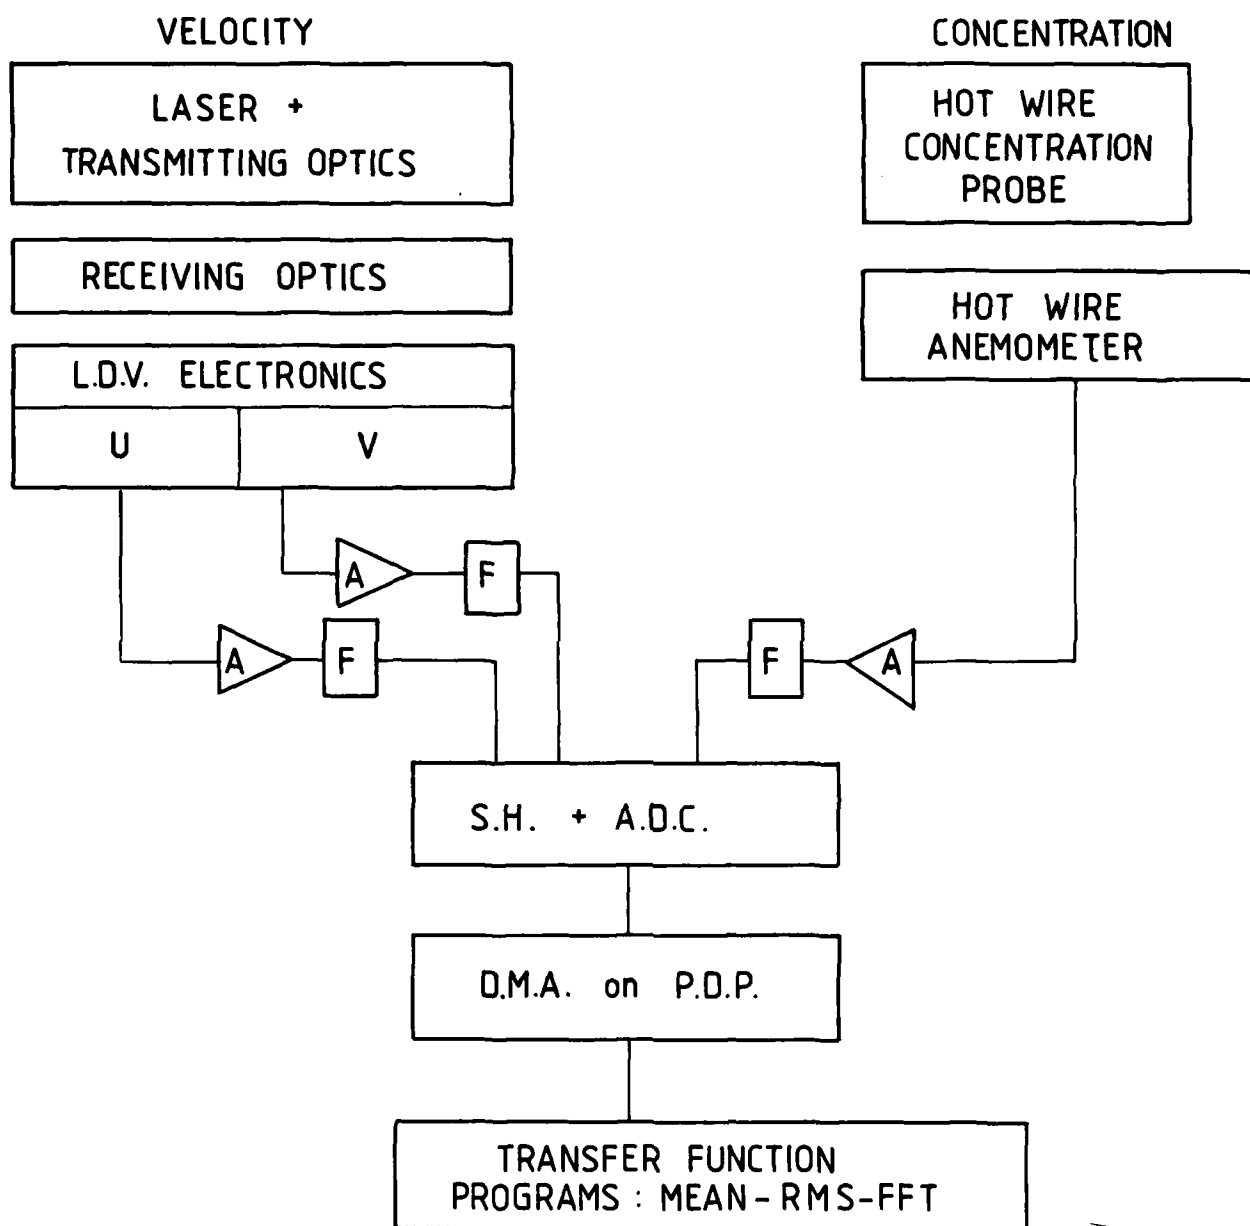 VELOCITY
LASER +
TRANSMITTING OPTICS
RECEIVING OPTICS
L.D.V. ELECTRONICS
U
V
A
F
A
F
CONCENTRATION
HOT WIRE
CONCENTRATION
PROBE
HOT WIRE
ANEMOMETER
F
A
S.H. + A.D.C.
D.M.A. on P.D.P.
TRANSFER FUNCTION
PROGRAMS : MEAN-RMS-FFT